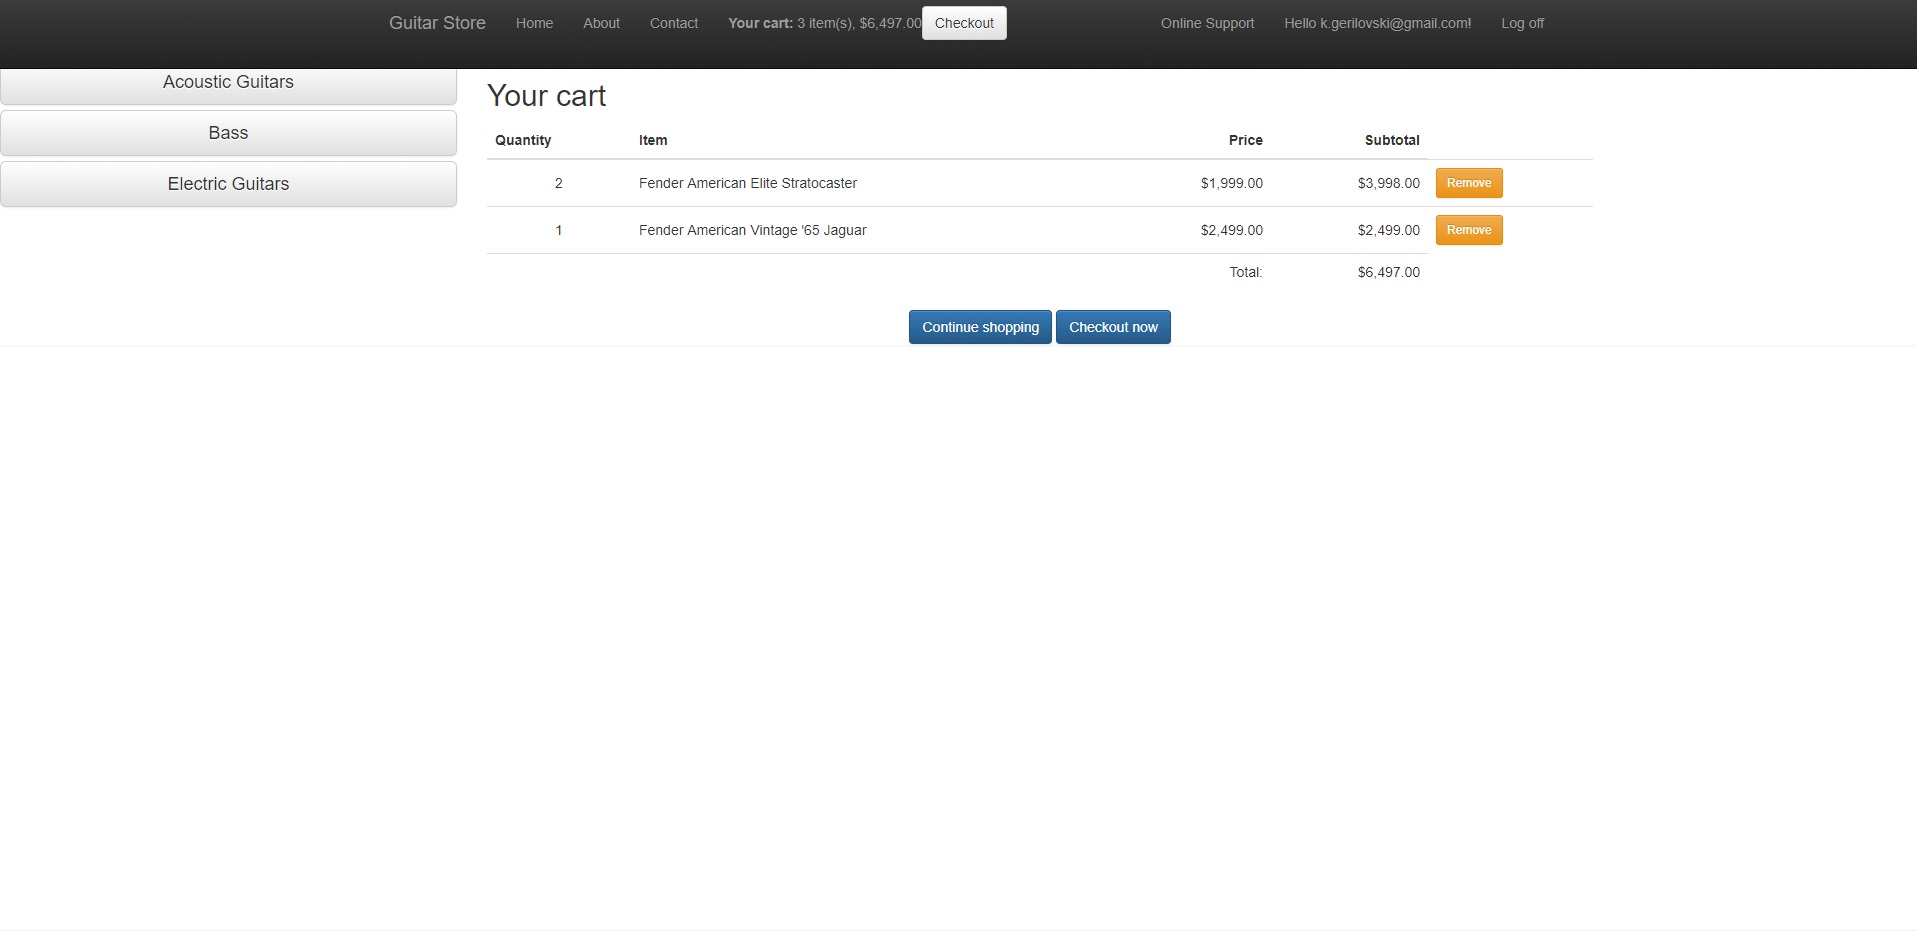 Guitar Store Home About Contact Your cart: 3 item(s), $6,497.00 Checkout Online Support Hello k.gerilovski@gmail.com! Log off
Acoustic Guitars
Bass
Electric Guitars
Your cart
Quantity Item Price Subtotal
2 Fender American Elite Stratocaster $1,999.00 $3,998.00 Remove
1 Fender American Vintage '65 Jaguar $2,499.00 $2,499.00 Remove
Total: $6,497.00
Continue shopping Checkout now